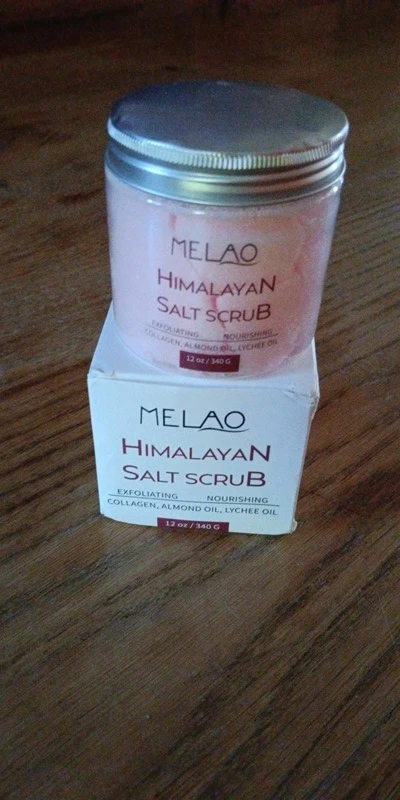 MELAO
HIMALAYAN
SALT SCRUB
EXFOLIATING NOURISHING
COLLAGEN, ALMOND OIL, LYCHEE OIL
12 oz / 340 G
MELAO
HIMALAYAN
SALT SCRUB
EXFOLIATING NOURISHING
COLLAGEN, ALMOND OIL, LYCHEE OIL
12 oz / 340 G